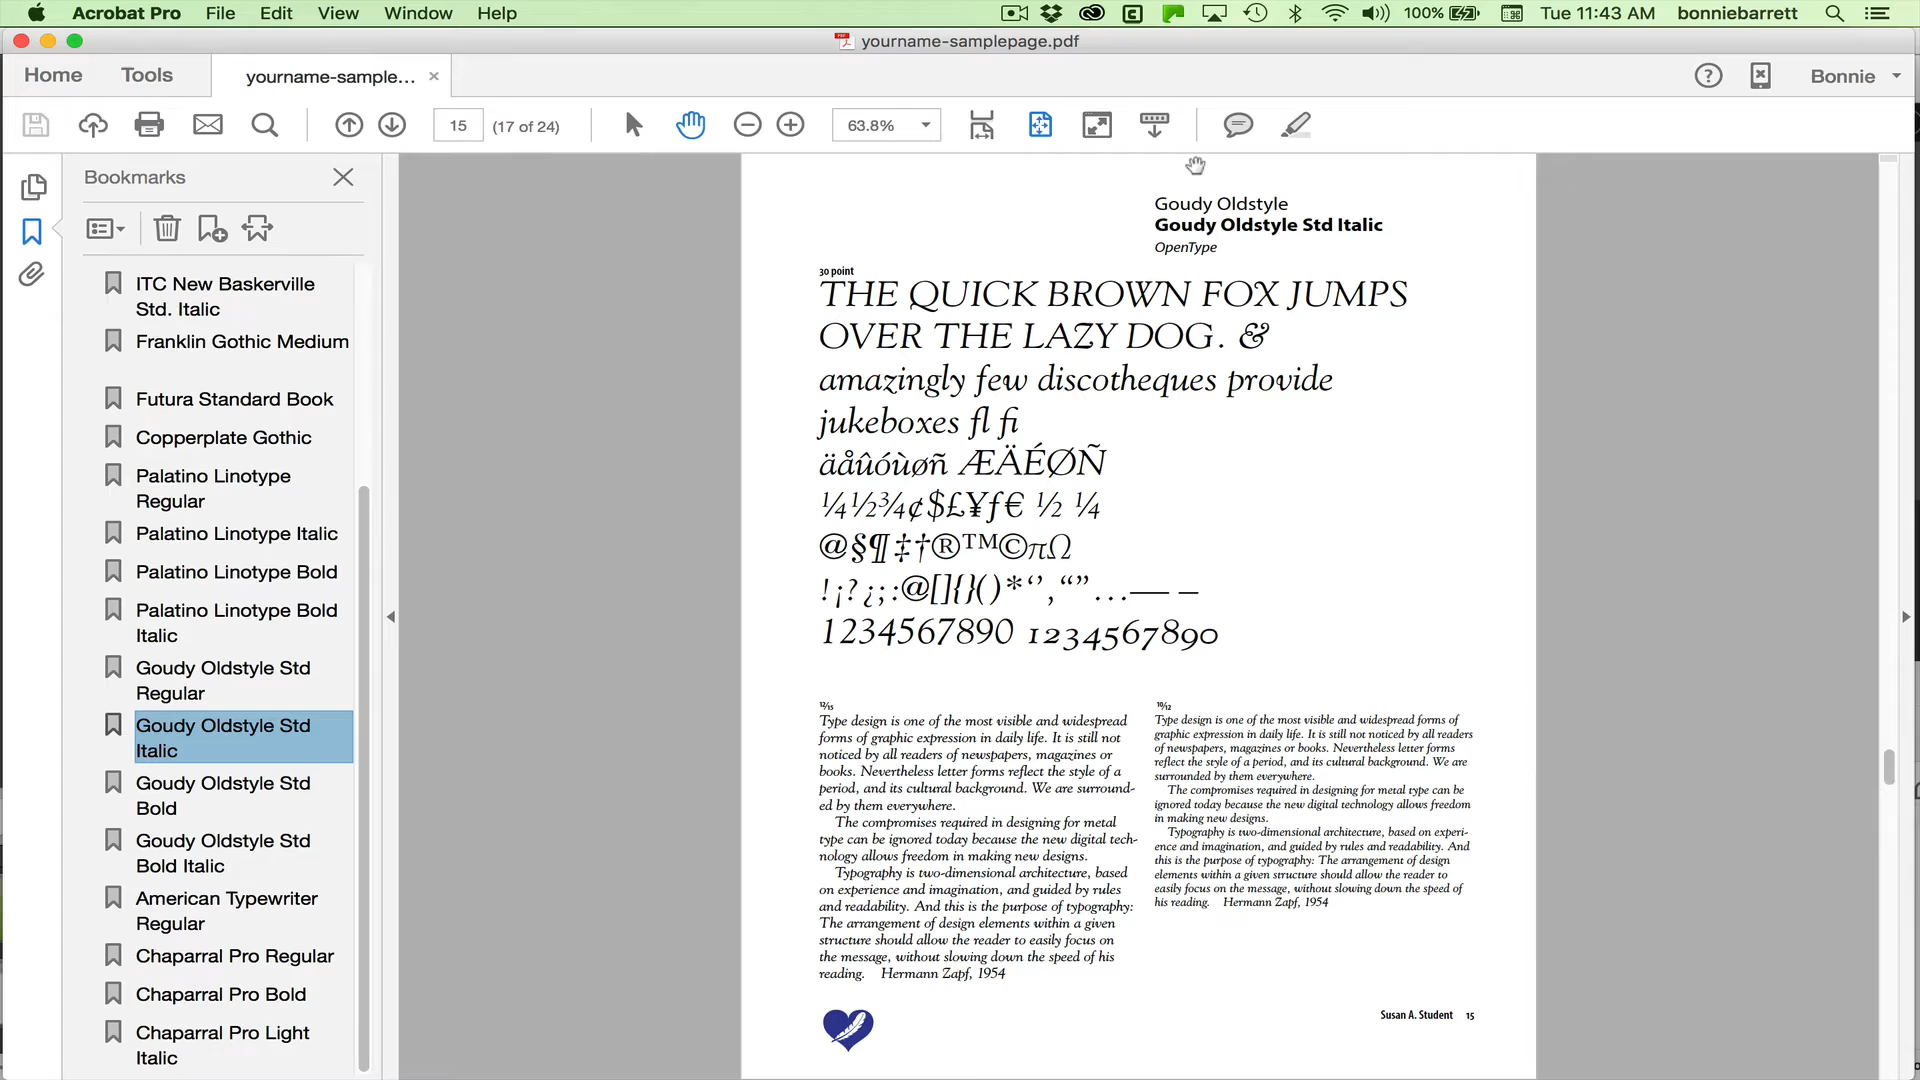 Acrobat Pro File Edit View Window Help
100% Tue 11:43 AM bonniebarrett
yourname-samplepage.pdf
Home Tools yourname-sample... × Bonnie
15 (17 of 24) 63.8%
Bookmarks
ITC New Baskerville
Std. Italic
Franklin Gothic Medium
Futura Standard Book
Copperplate Gothic
Palatino Linotype
Regular
Palatino Linotype Italic
Palatino Linotype Bold
Palatino Linotype Bold
Italic
Goudy Oldstyle Std
Regular
Goudy Oldstyle Std
Italic
Goudy Oldstyle Std
Bold
Goudy Oldstyle Std
Bold Italic
American Typewriter
Regular
Chaparral Pro Regular
Chaparral Pro Bold
Chaparral Pro Light
Italic
Goudy Oldstyle
Goudy Oldstyle Std Italic
OpenType
30 point
THE QUICK BROWN FOX JUMPS
OVER THE LAZY DOG. &
amazingly few discotheques provide
jukeboxes fl fi
äåûóùøñ ÆÄÉØÑ
¼½¾¢$£¥ƒ€ ½ ¼
@§¶‡†®™©πΩ
!¡?¿;:@[]{}()*‘’,“”…— –
1234567890 1234567890
12/15
Type design is one of the most visible and widespread
forms of graphic expression in daily life. It is still not
noticed by all readers of newspapers, magazines or
books. Nevertheless letter forms reflect the style of a
period, and its cultural background. We are surround-
ed by them everywhere.
The compromises required in designing for metal
type can be ignored today because the new digital tech-
nology allows freedom in making new designs.
Typography is two-dimensional architecture, based
on experience and imagination, and guided by rules
and readability. And this is the purpose of typography:
The arrangement of design elements within a given
structure should allow the reader to easily focus on
the message, without slowing down the speed of his
reading. Hermann Zapf, 1954
10/12
Type design is one of the most visible and widespread forms of
graphic expression in daily life. It is still not noticed by all readers
of newspapers, magazines or books. Nevertheless letter forms
reflect the style of a period, and its cultural background. We are
surrounded by them everywhere.
The compromises required in designing for metal type can be
ignored today because the new digital technology allows freedom
in making new designs.
Typography is two-dimensional architecture, based on experi-
ence and imagination, and guided by rules and readability. And
this is the purpose of typography: The arrangement of design
elements within a given structure should allow the reader to
easily focus on the message, without slowing down the speed of
his reading. Hermann Zapf, 1954
Susan A. Student 15